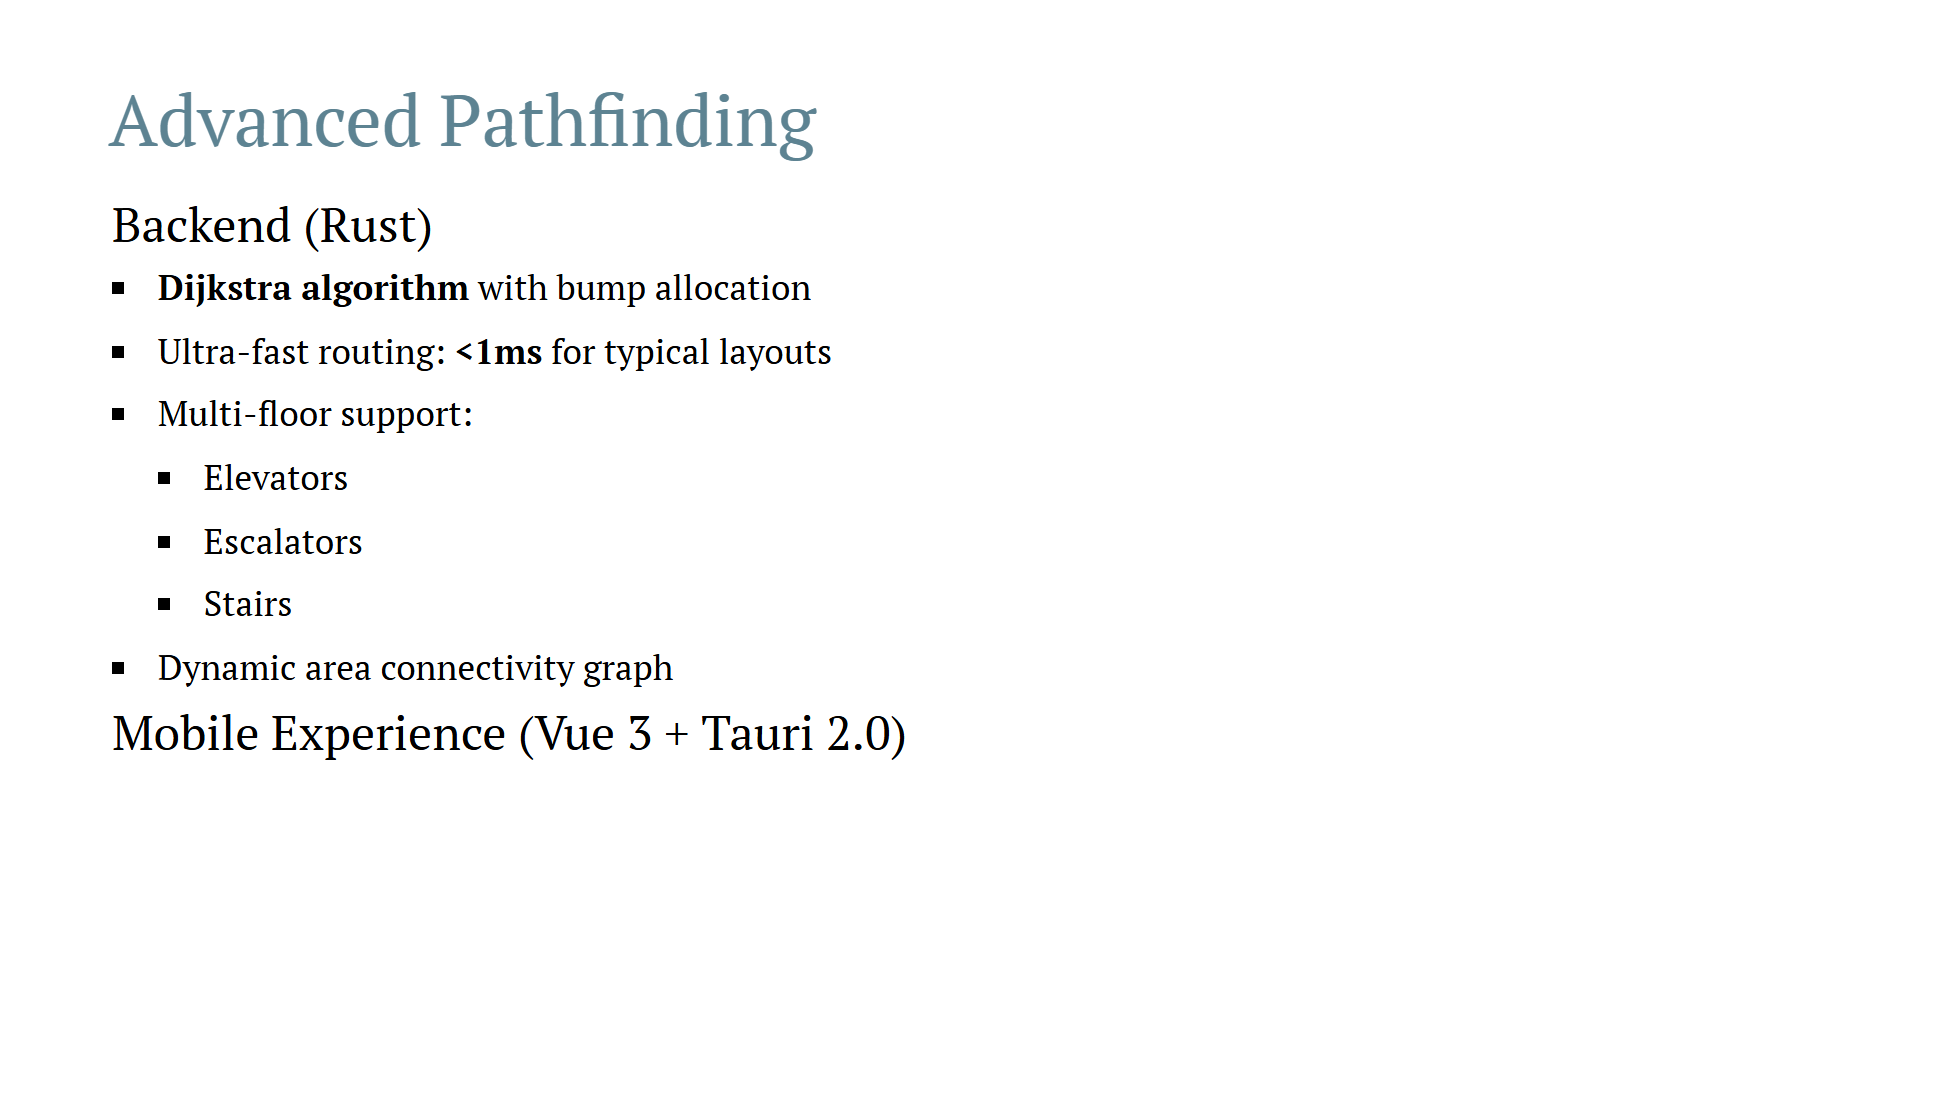 Advanced Pathfinding
Backend (Rust)
▪ Dijkstra algorithm with bump allocation
▪ Ultra-fast routing: <1ms for typical layouts
▪ Multi-floor support:
▪ Elevators
▪ Escalators
▪ Stairs
▪ Dynamic area connectivity graph
Mobile Experience (Vue 3 + Tauri 2.0)